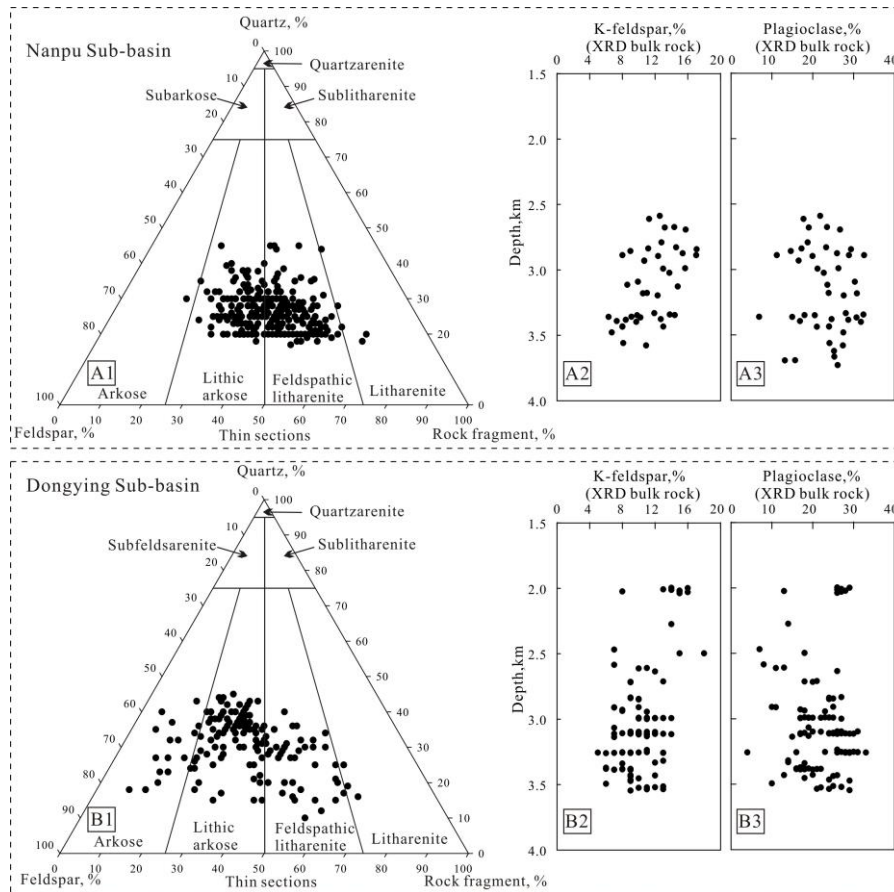 Nanpu Sub-basin
Quartz, %
0
100
10
90
20
80
30
70
40
60
50
50
60
40
70
30
80
20
90
10
100
0
Quartzarenite
Subarkose
Sublitharenite
A1
Arkose
Lithic
arkose
Feldspathic
litharenite
Litharenite
0
10
20
30
40
50
60
70
80
90
100
Feldspar, %
Thin sections
Rock fragment, %
K-feldspar,%
(XRD bulk rock)
0 4 8 12 16 20
Depth,km
1.5
2.0
2.5
3.0
3.5
4.0
A2
Plagioclase,%
(XRD bulk rock)
0 10 20 30 40
A3
Dongying Sub-basin
Quartz, %
0
100
10
90
20
80
30
70
40
60
50
50
60
40
70
30
80
20
90
10
100
0
Quartzarenite
Subfeldsarenite
Sublitharenite
B1
Arkose
Lithic
arkose
Feldspathic
litharenite
Litharenite
0
10
20
30
40
50
60
70
80
90
100
Feldspar, %
Thin sections
Rock fragment, %
K-feldspar,%
(XRD bulk rock)
0 4 8 12 16 20
Depth,km
1.5
2.0
2.5
3.0
3.5
4.0
B2
Plagioclase,%
(XRD bulk rock)
0 10 20 30 40
B3